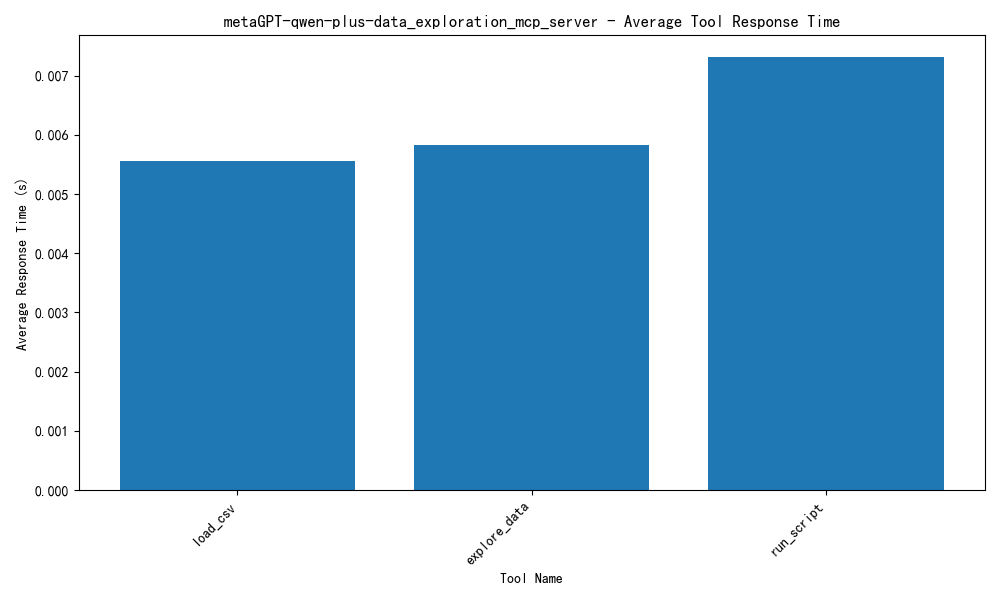 metaGPT-qwen-plus-data_exploration_mcp_server - Average Tool Response Time
Average Response Time (s)
0.007
0.006
0.005
0.004
0.003
0.002
0.001
0.000
load_csv
explore_data
run_script
Tool Name